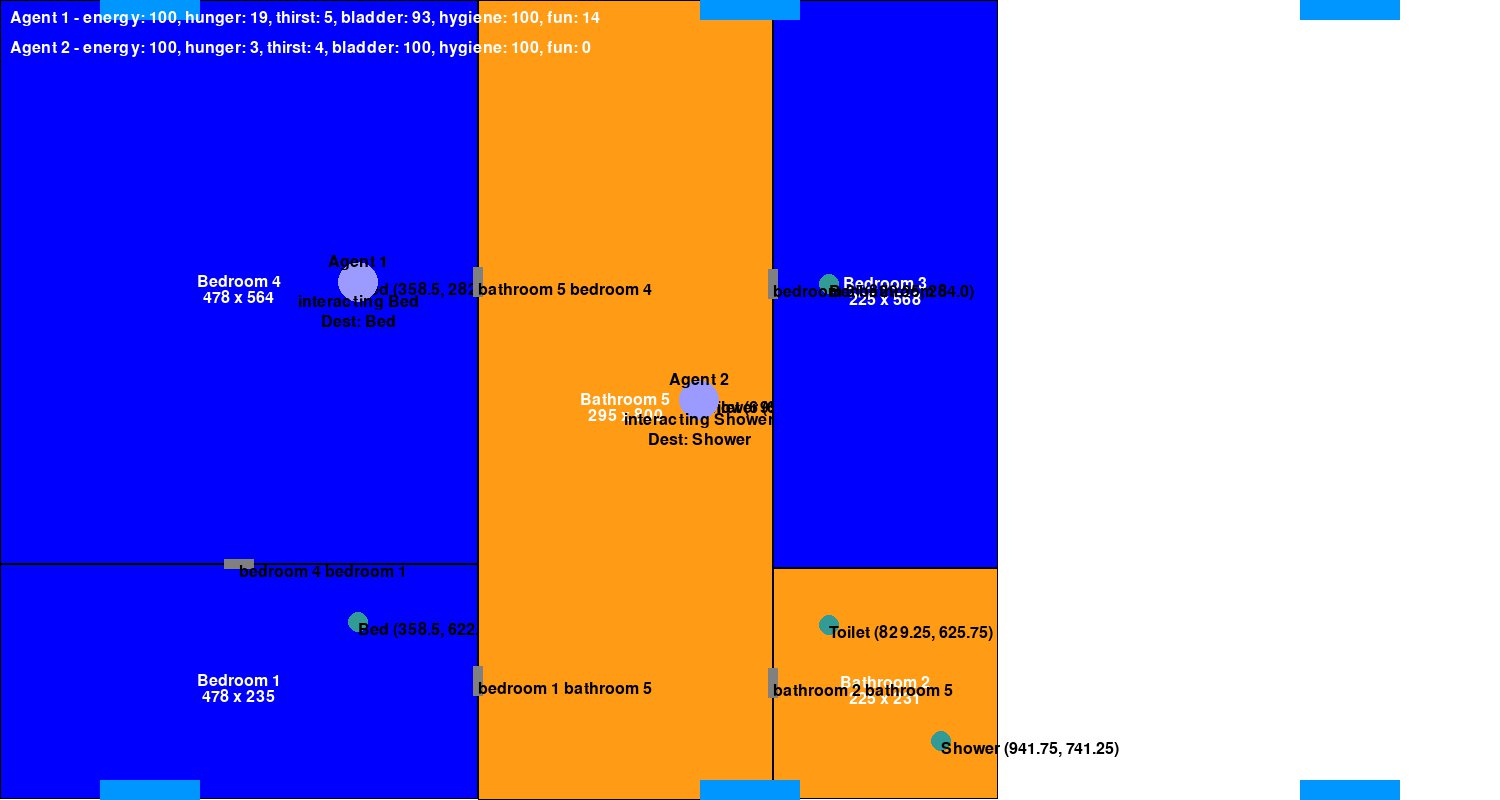 Agent 1 - energy: 100, hunger: 19, thirst: 5, bladder: 93, hygiene: 100, fun: 14
Agent 2 - energy: 100, hunger: 3, thirst: 4, bladder: 100, hygiene: 100, fun: 0
Agent 1
Bedroom 4
478 x 564
interacting Bed
Dest: Bed
bathroom 5 bedroom 4
Bedroom 3
225 x 568
Agent 2
Bathroom 5
295 x 800
interacting Shower
Dest: Shower
bedroom 4 bedroom 1
Bed (358.5, 622.
Bedroom 1
478 x 235
bedroom 1 bathroom 5
Toilet (829.25, 625.75)
Bathroom 2
225 x 231
bathroom 2 bathroom 5
Shower (941.75, 741.25)